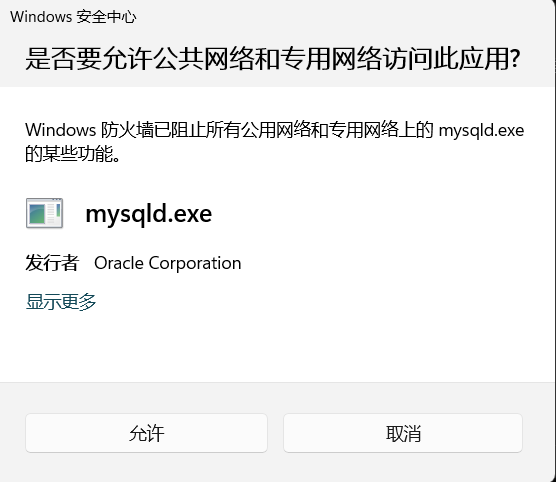 Windows 安全中心
是否要允许公共网络和专用网络访问此应用?
Windows 防火墙已阻止所有公用网络和专用网络上的 mysqld.exe
的某些功能。
mysqld.exe
发行者 Oracle Corporation
显示更多
允许 取消